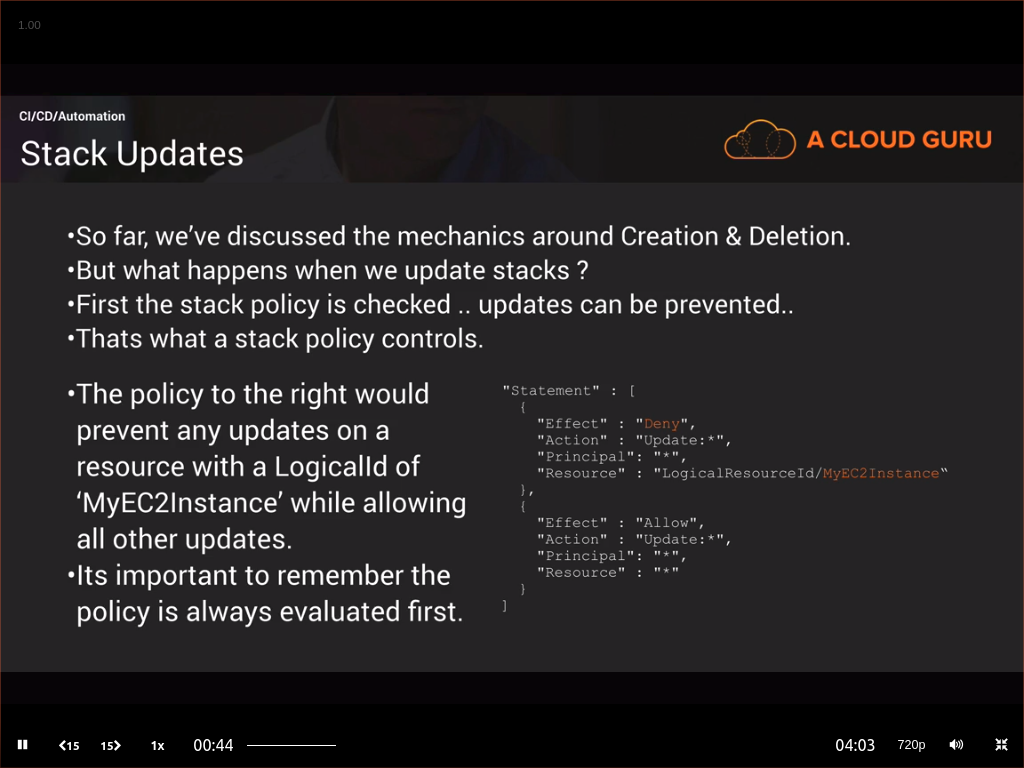 1.00
CI/CD/Automation
Stack Updates
A CLOUD GURU
•So far, we’ve discussed the mechanics around Creation & Deletion.
•But what happens when we update stacks ?
•First the stack policy is checked .. updates can be prevented..
•Thats what a stack policy controls.
•The policy to the right would
prevent any updates on a
resource with a LogicalId of
‘MyEC2Instance’ while allowing
all other updates.
•Its important to remember the
policy is always evaluated first.
"Statement" : [
{
"Effect" : "Deny",
"Action" : "Update:*",
"Principal": "*",
"Resource" : "LogicalResourceId/MyEC2Instance“
},
{
"Effect" : "Allow",
"Action" : "Update:*",
"Principal": "*",
"Resource" : "*"
}
]
15
15
1x
00:44
04:03
720p